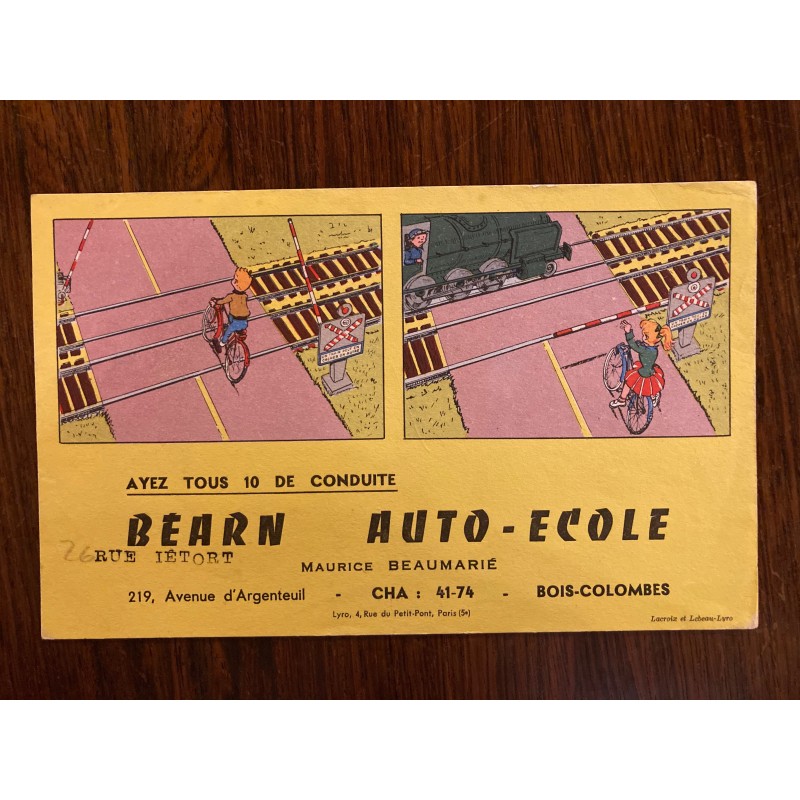 AYEZ TOUS 10 DE CONDUITE
BÉARN AUTO-ECOLE
26 RUE IÉTORT
MAURICE BEAUMARIÉ
219, Avenue d'Argenteuil - CHA : 41-74 - BOIS-COLOMBES
Lyro, 4, Rue du Petit-Pont, Paris (5e)
Lacroix et Lebeau-Lyro